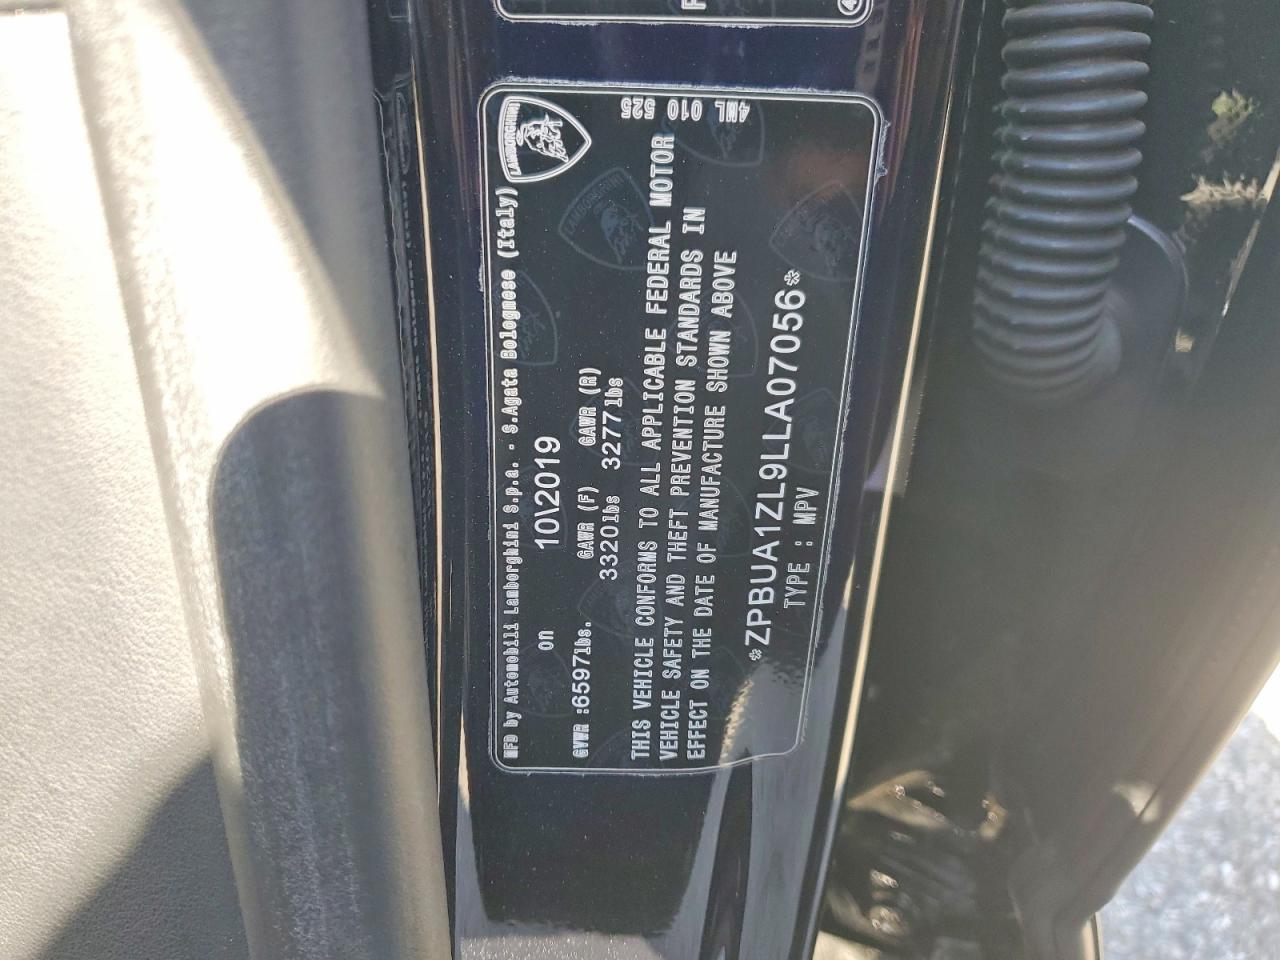 LAMBORGHINI
MFD by Automobili Lamborghini S.p.a. - S.Agata Bolognese (Italy)
on 10\2019
GVWR :6597lbs. GAWR (F) GAWR (R)
3320lbs 3277lbs
THIS VEHICLE CONFORMS TO ALL APPLICABLE FEDERAL MOTOR
VEHICLE SAFETY AND THEFT PREVENTION STANDARDS IN
EFFECT ON THE DATE OF MANUFACTURE SHOWN ABOVE
*ZPBUA1ZL9LLA07056*
TYPE : MPV
4ML 010 525